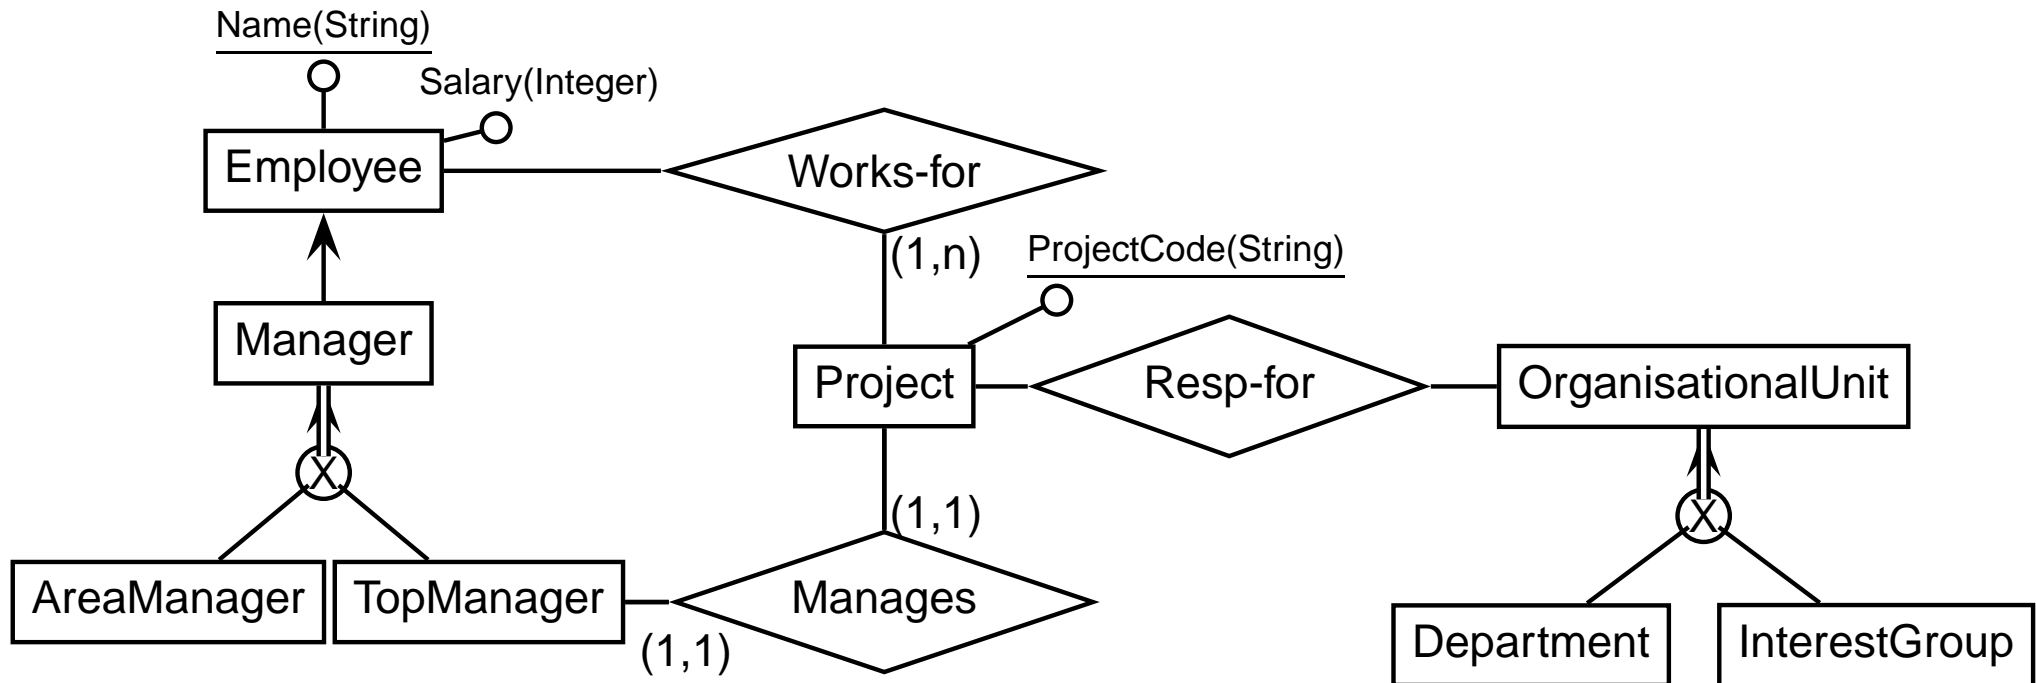 Name(String)
Salary(Integer)
Employee
Works-for
(1,n)
ProjectCode(String)
Manager
Project
Resp-for
OrganisationalUnit
X
(1,1)
X
AreaManager
TopManager
Manages
(1,1)
Department
InterestGroup